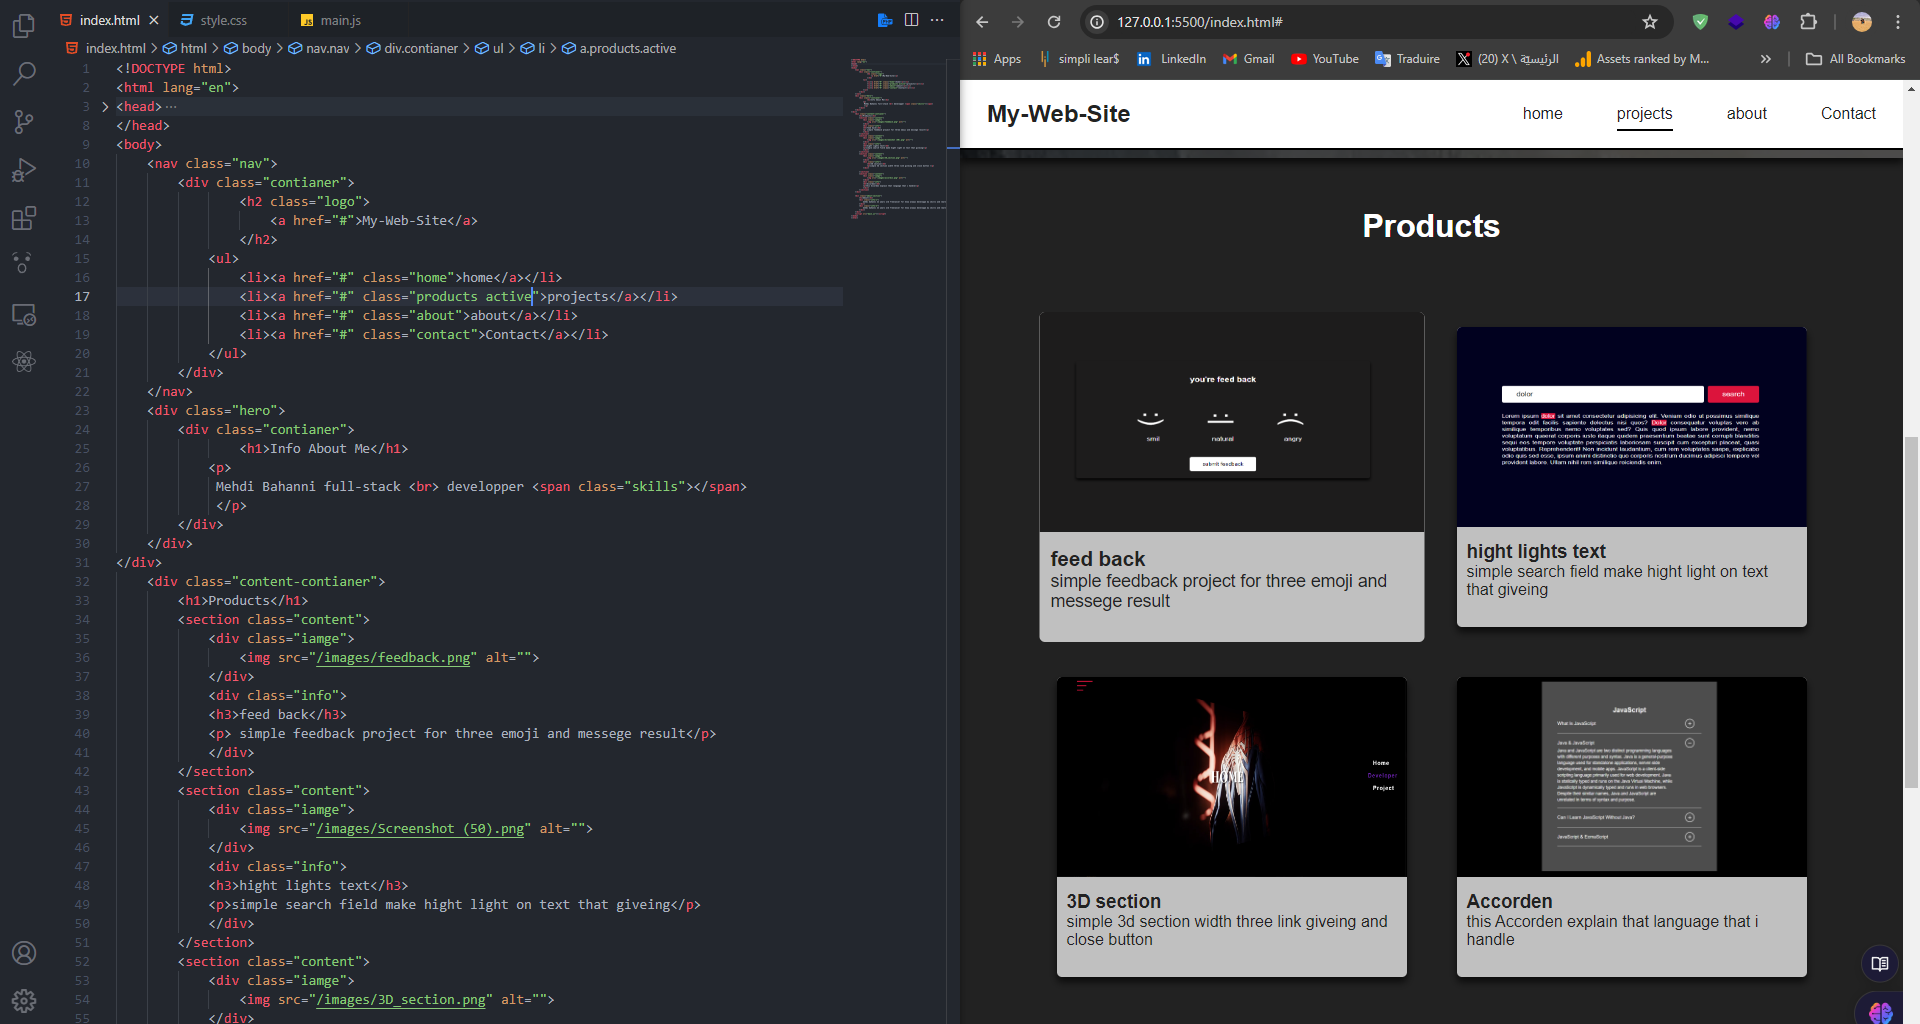 index.html
style.css
JS main.js
index.html > html > body > nav.nav > div.contianer > ul > li > a.products.active
1 <!DOCTYPE html>
2 <html lang="en">
3 <head> ...
8 </head>
9 <body>
10 <nav class="nav">
11 <div class="contianer">
12 <h2 class="logo">
13 <a href="#">My-Web-Site</a>
14 </h2>
15 <ul>
16 <li><a href="#" class="home">home</a></li>
17 <li><a href="#" class="products active">projects</a></li>
18 <li><a href="#" class="about">about</a></li>
19 <li><a href="#" class="contact">Contact</a></li>
20 </ul>
21 </div>
22 </nav>
23 <div class="hero">
24 <div class="contianer">
25 <h1>Info About Me</h1>
26 <p>
27 Mehdi Bahanni full-stack <br> developper <span class="skills"></span>
28 </p>
29 </div>
30 </div>
31 </div>
32 <div class="content-contianer">
33 <h1>Products</h1>
34 <section class="content">
35 <div class="iamge">
36 <img src="/images/feedback.png" alt="">
37 </div>
38 <div class="info">
39 <h3>feed back</h3>
40 <p> simple feedback project for three emoji and messege result</p>
41 </div>
42 </section>
43 <section class="content">
44 <div class="iamge">
45 <img src="/images/Screenshot (50).png" alt="">
46 </div>
47 <div class="info">
48 <h3>hight lights text</h3>
49 <p>simple search field make hight light on text that giveing</p>
50 </div>
51 </section>
52 <section class="content">
53 <div class="iamge">
54 <img src="/images/3D_section.png" alt="">
55 </div>
127.0.0.1:5500/index.html#
Apps
simpli lear$
LinkedIn
Gmail
YouTube
Traduire
(20) X \ الرئيسيّة
Assets ranked by M...
All Bookmarks
My-Web-Site
home
projects
about
Contact
Products
you're feed back
smil
natural
angry
submit feedback
feed back
simple feedback project for three emoji and
messege result
dolor
search
hight lights text
simple search field make hight light on text
that giveing
HOME
Home
Developer
Project
3D section
simple 3d section width three link giveing and
close button
JavaScript
What is JavaScript
Java & JavaScript
Can I Learn JavaScript Without Java?
JavaScript & EcmaScript
Accorden
this Accorden explain that language that i
handle